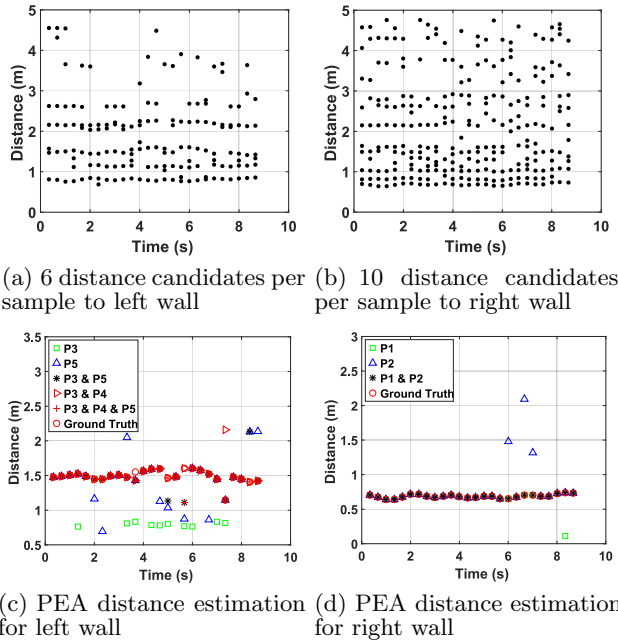 5
4
3
2
1
0
Distance (m)
0 2 4 6 8 10
Time (s)
5
4
3
2
1
0
Distance (m)
0 2 4 6 8 10
Time (s)
(a) 6 distance candidates per
sample to left wall
(b) 10 distance candidates
per sample to right wall
3.5
3
2.5
2
1.5
1
0.5
Distance (m)
P3
P5
P3 & P5
P3 & P4
P3 & P4 & P5
Ground Truth
0 2 4 6 8 10
Time (s)
3
2.5
2
1.5
1
0.5
0
Distance (m)
P1
P2
P1 & P2
Ground Truth
0 2 4 6 8 10
Time (s)
(c) PEA distance estimation
for left wall
(d) PEA distance estimation
for right wall